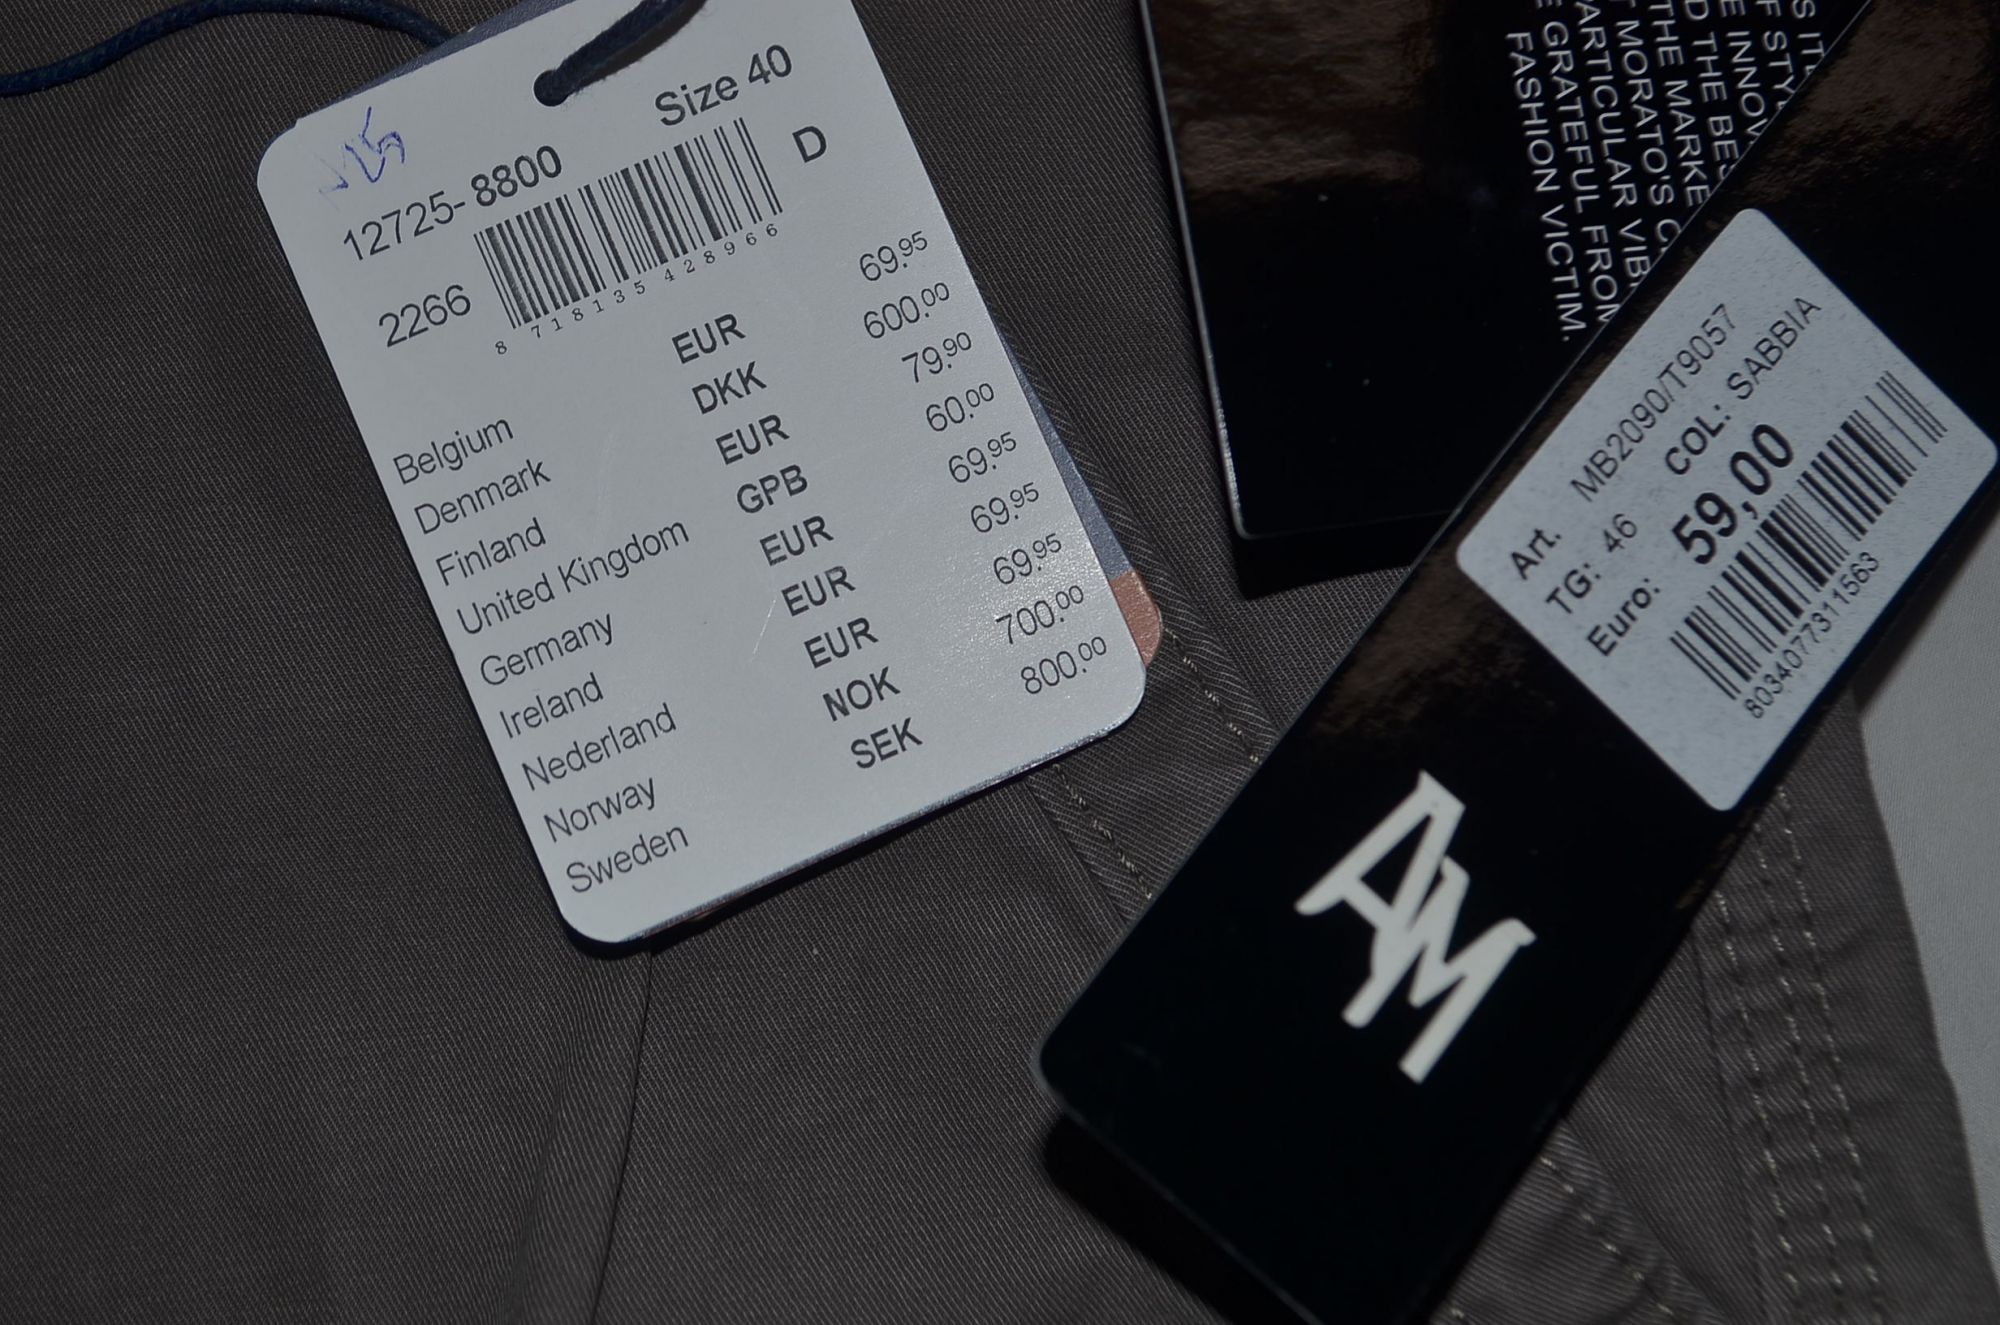 Size 40
12725-8800
D
2266
8 718135 428966
Belgium EUR 69.95
Denmark DKK 600.00
Finland EUR 79.90
United Kingdom GPB 60.00
Germany EUR 69.95
Ireland EUR 69.95
Nederland EUR 69.95
Norway NOK 700.00
Sweden SEK 800.00
THE MARKE
MORATO'S C
PARTICULAR VIB
GRATEFUL FROM
FASHION VICTIM.
Art. MB2090/T9057
TG: 46 COL: SABBIA
Euro: 59,00
8034077311563
AM